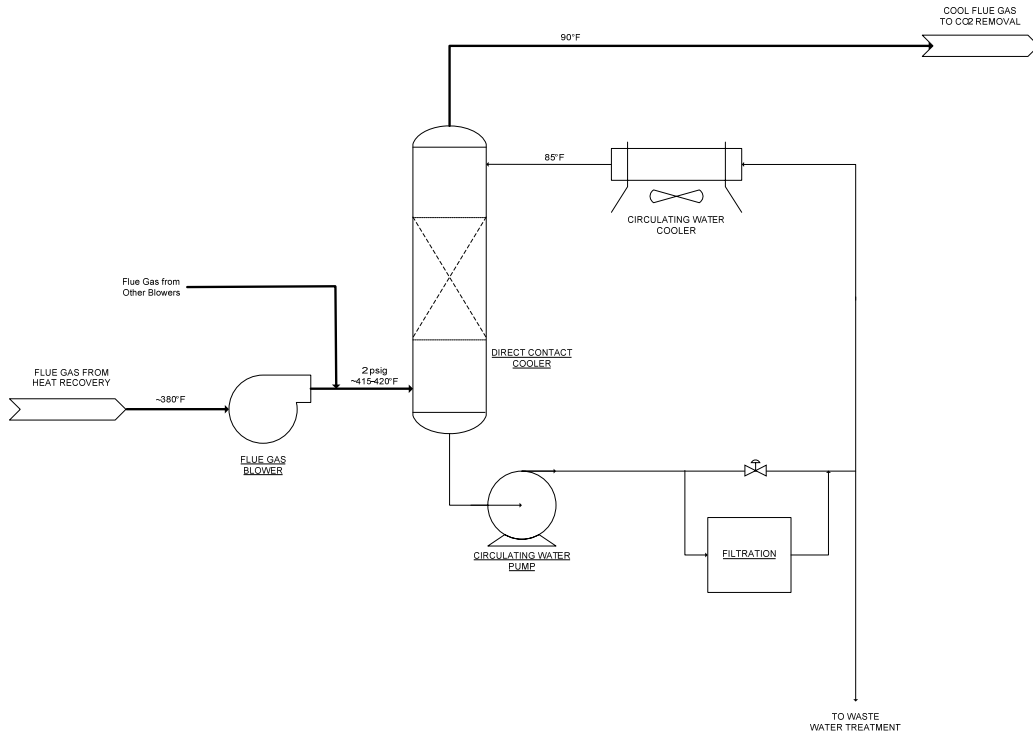 COOL FLUE GAS
TO CO2 REMOVAL
90°F
85°F
CIRCULATING WATER
COOLER
Flue Gas from
Other Blowers
DIRECT CONTACT
COOLER
2 psig
~415-420°F
FLUE GAS FROM
HEAT RECOVERY
~380°F
FLUE GAS
BLOWER
CIRCULATING WATER
PUMP
FILTRATION
TO WASTE
WATER TREATMENT